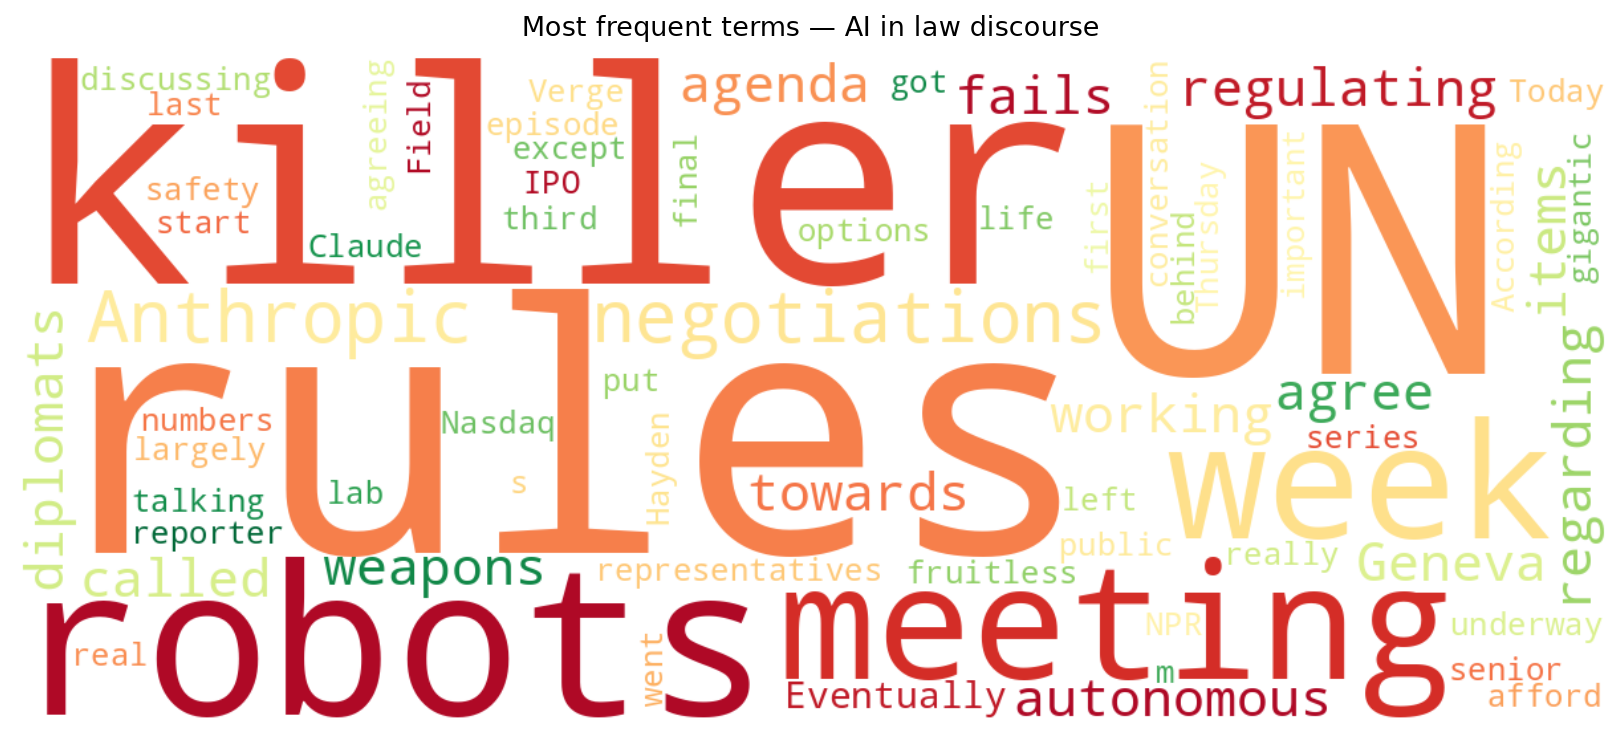 Most frequent terms — AI in law discourse
killer
UN
rules
robots
meeting
week
discussing
last
agreeing
Field
Verge
episode
except
IPO
third
final
agenda
got
fails
regulating
Today
safety
start
Claude
options
life
first
conversation
behind
Thursday
important
According
items
gigantic
Anthropic
negotiations
diplomats
numbers
largely
Nasdaq
put
Hayden
working
agree
series
regarding
talking
reporter
lab
s
towards
left
public
really
Geneva
called
weapons
representatives
fruitless
NPR
underway
real
went
m
senior
Eventually
autonomous
afford